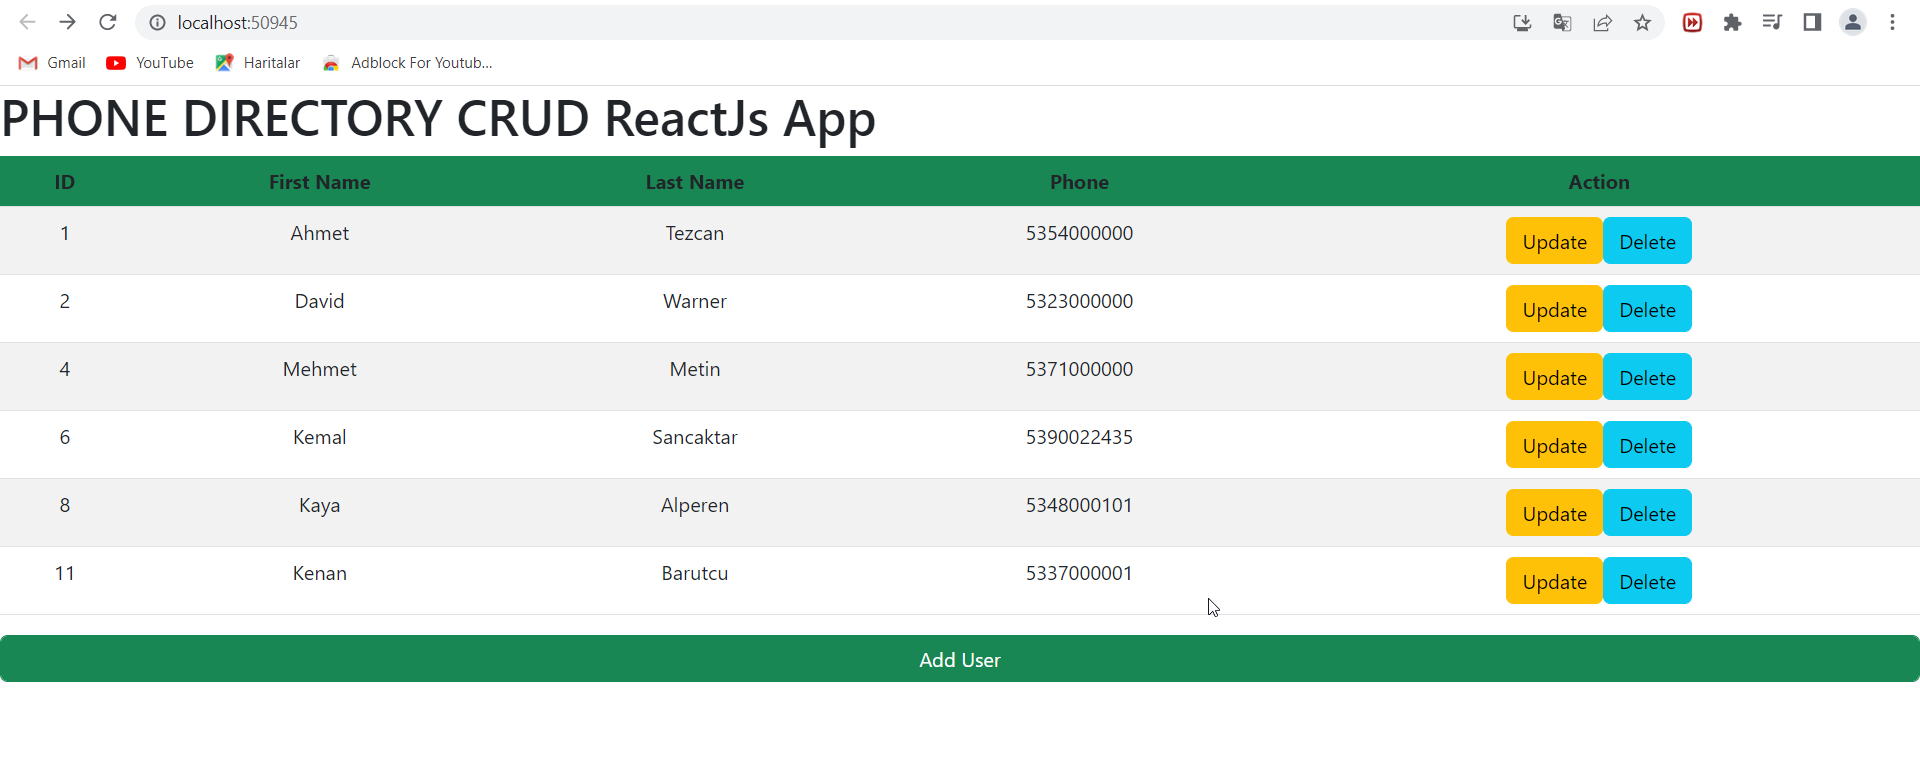 localhost:50945
Gmail YouTube Haritalar Adblock For Youtub...
PHONE DIRECTORY CRUD ReactJs App
ID First Name Last Name Phone Action
1 Ahmet Tezcan 5354000000 Update Delete
2 David Warner 5323000000 Update Delete
4 Mehmet Metin 5371000000 Update Delete
6 Kemal Sancaktar 5390022435 Update Delete
8 Kaya Alperen 5348000101 Update Delete
11 Kenan Barutcu 5337000001 Update Delete
Add User